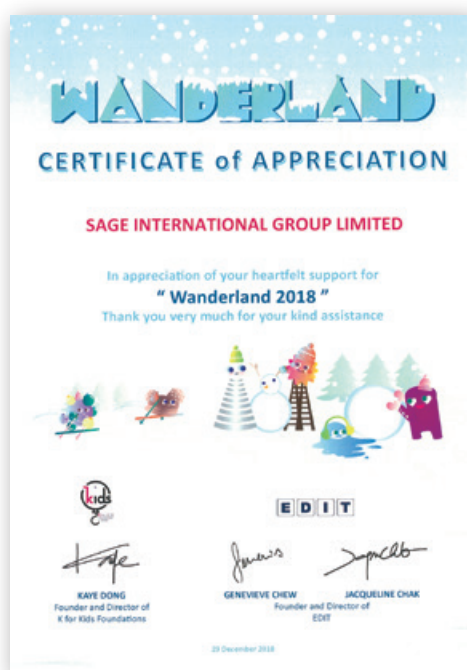 WANDERLAND
CERTIFICATE of APPRECIATION
SAGE INTERNATIONAL GROUP LIMITED
In appreciation of your heartfelt support for
“ Wanderland 2018 ”
Thank you very much for your kind assistance
kids
EDIT
Kaye
KAYE DONG
Founder and Director of
K for Kids Foundations
GENEVIEVE CHEW JACQUELINE CHAK
Founder and Director of
EDIT
29 December 2018